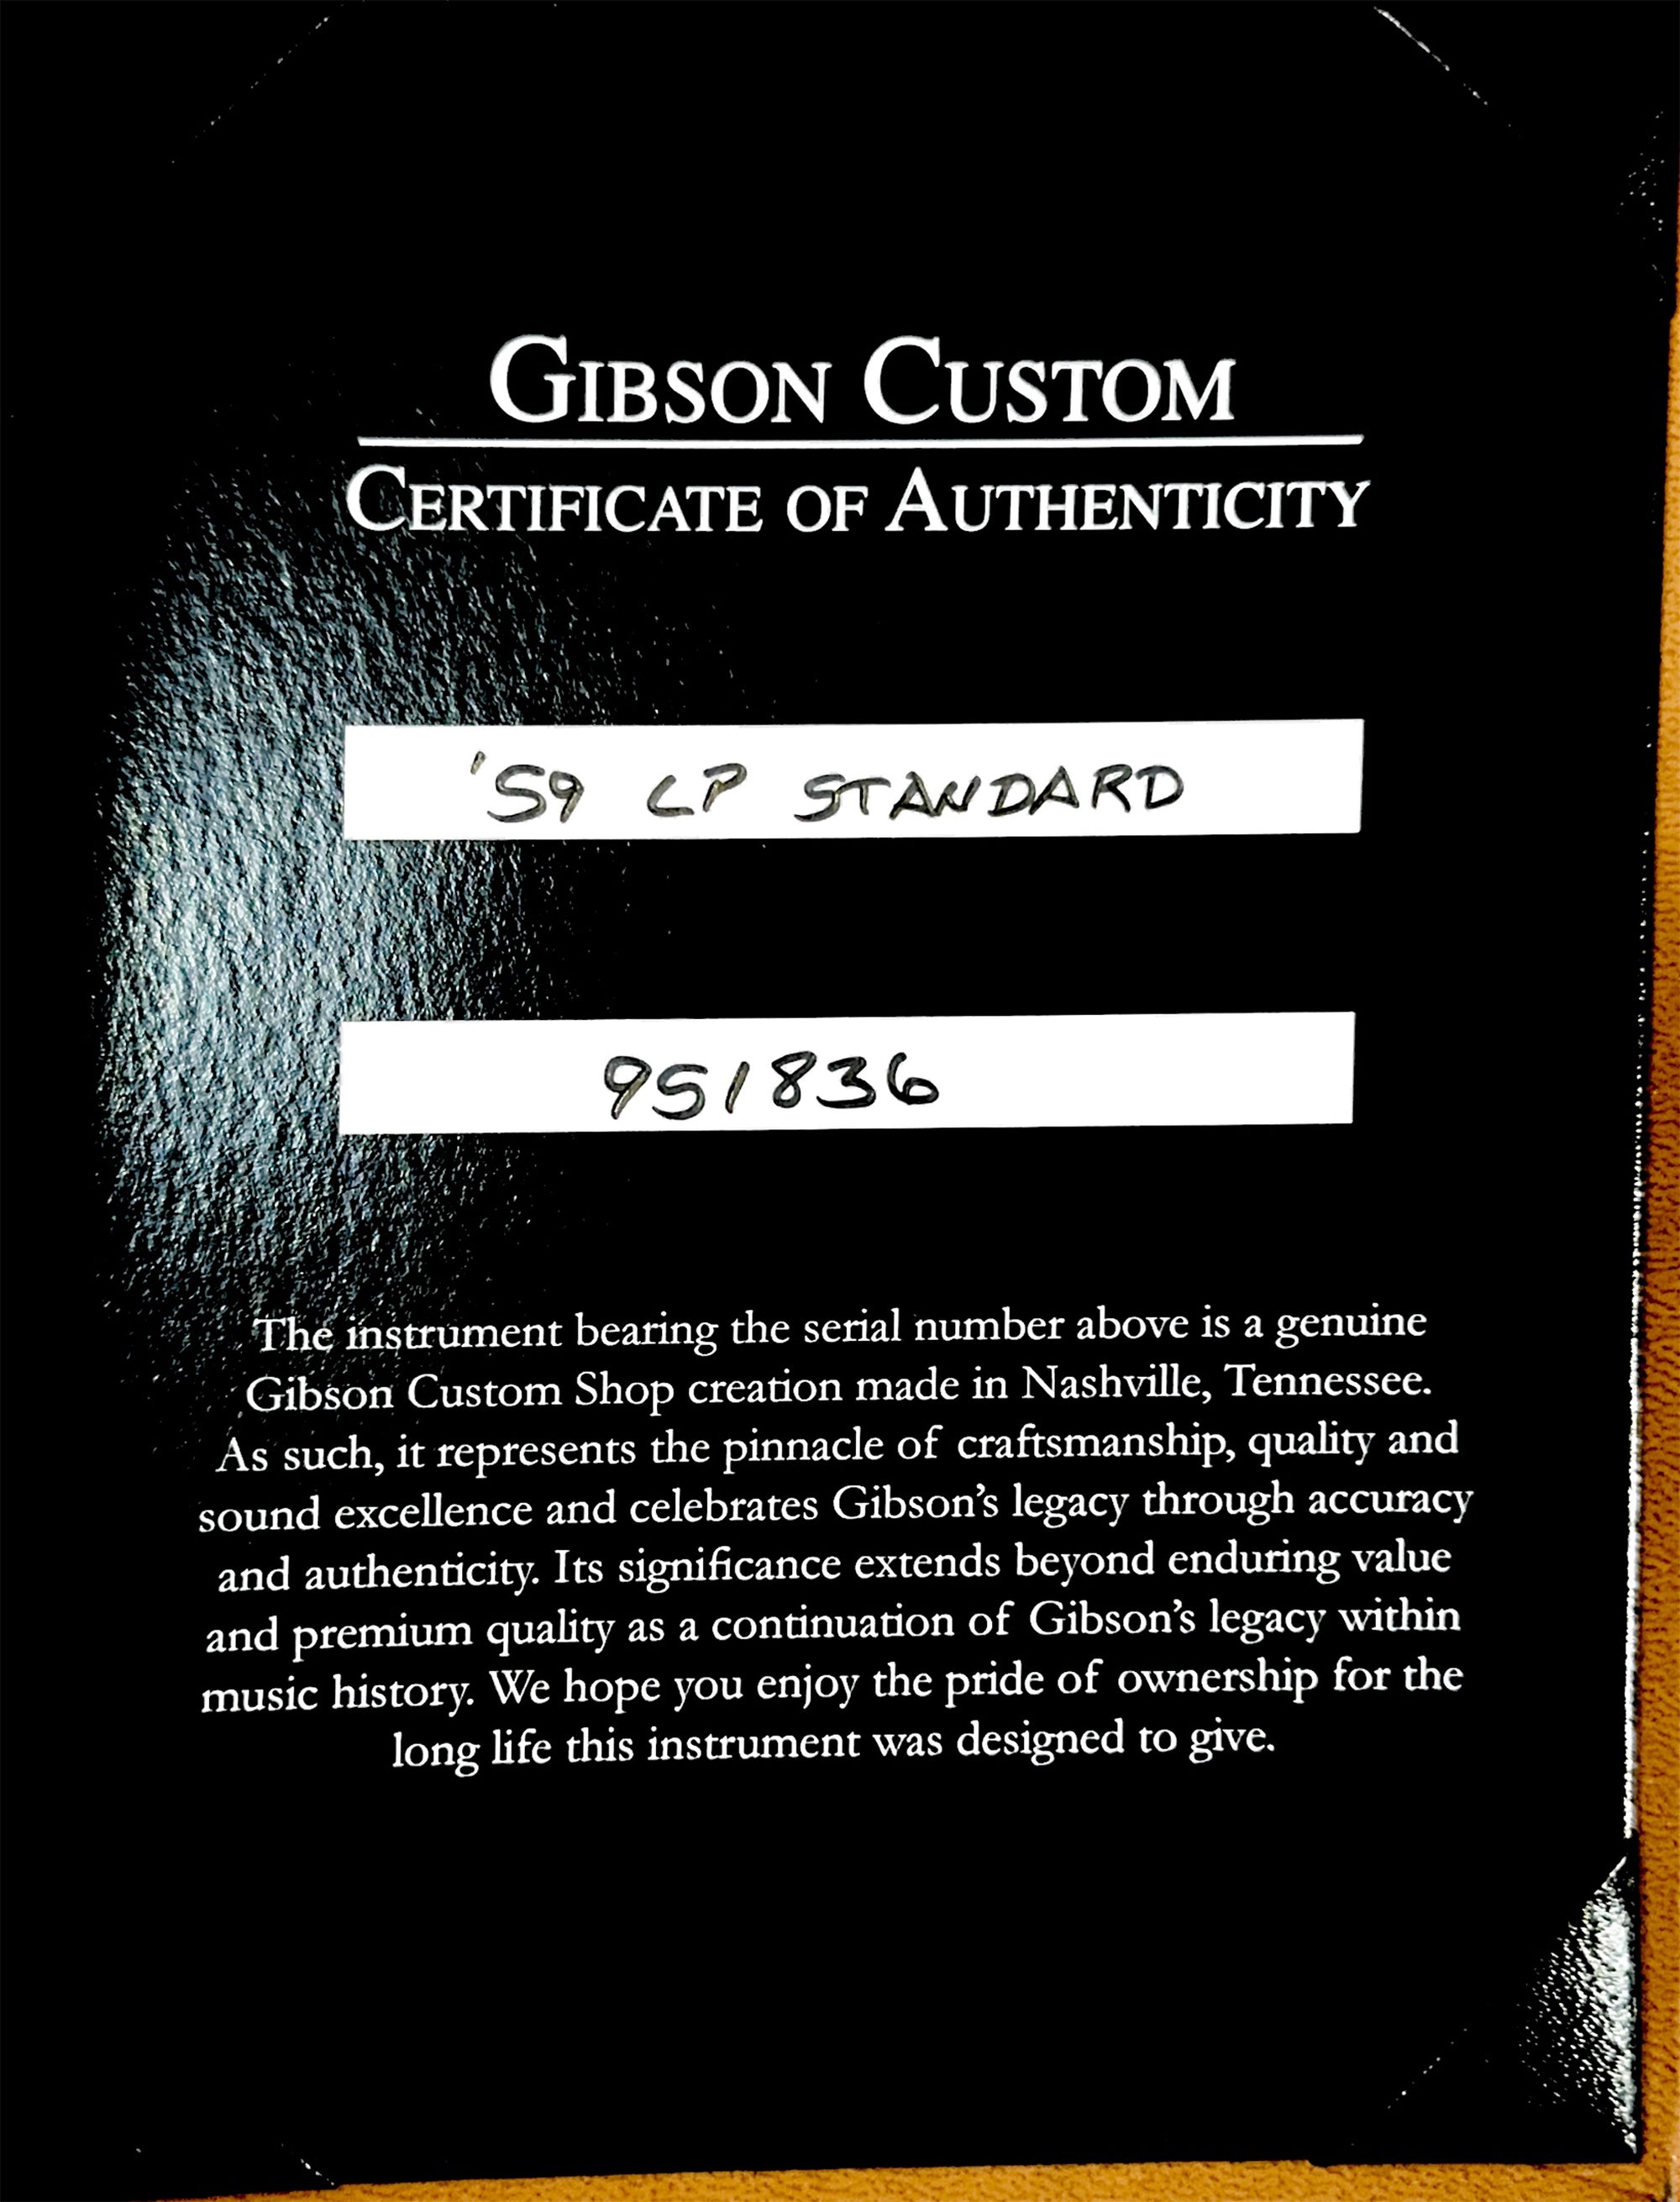 GIBSON CUSTOM
CERTIFICATE OF AUTHENTICITY
'59 LP STANDARD
951836
The instrument bearing the serial number above is a genuine
Gibson Custom Shop creation made in Nashville, Tennessee.
As such, it represents the pinnacle of craftsmanship, quality and
sound excellence and celebrates Gibson’s legacy through accuracy
and authenticity. Its significance extends beyond enduring value
and premium quality as a continuation of Gibson’s legacy within
music history. We hope you enjoy the pride of ownership for the
long life this instrument was designed to give.